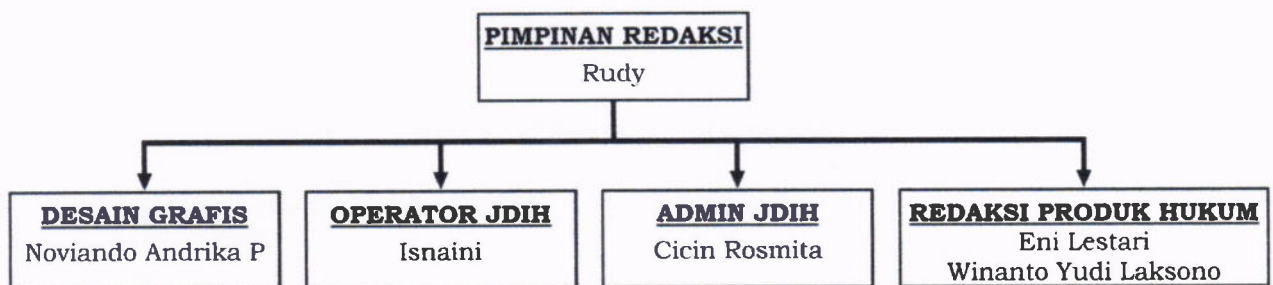 PIMPINAN REDAKSI
Rudy
DESAIN GRAFIS
Noviando Andrika P
OPERATOR JDIH
Isnaini
ADMIN JDIH
Cicin Rosmita
REDAKSI PRODUK HUKUM
Eni Lestari
Winanto Yudi Laksono